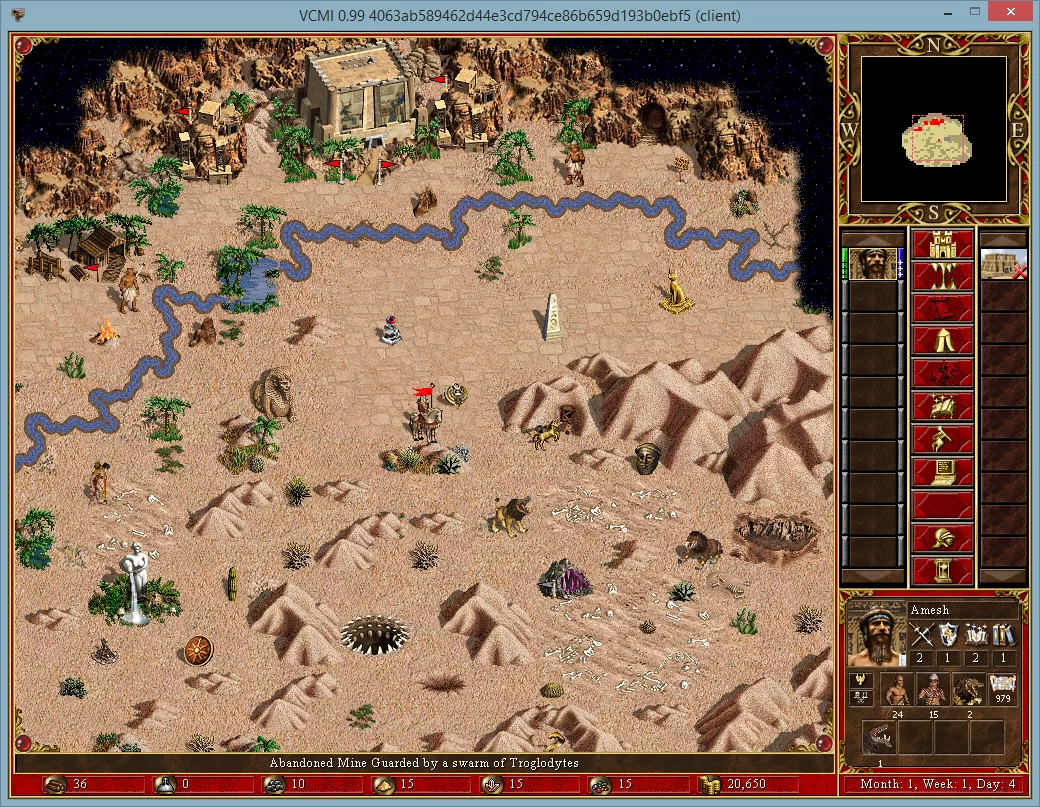 VCMI 0.99 4063ab589462d44e3cd794ce86b659d193b0ebf5 (client)
N
W
E
S
Amesh
2 1 2 1
979
24 15 2
1
Abandoned Mine Guarded by a swarm of Troglodytes
36 0 10 15 15 15 20,650
Month: 1, Week: 1, Day: 4